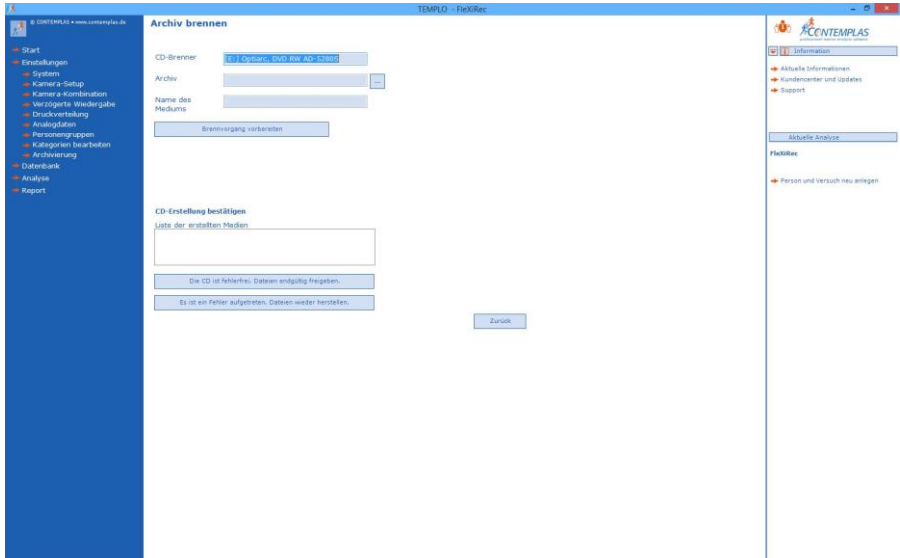 TEMPLO - FleXiRec
© CONTEMPLAS • www.contemplas.de
Start
Einstellungen
System
Kamera-Setup
Kamera-Kombination
Verzögerte Wiedergabe
Druckverteilung
Analogdaten
Personengruppen
Kategorien bearbeiten
Archivierung
Datenbank
Analyse
Report
Archiv brennen
CD-Brenner
[E:] Optiarc, DVD RW AD-5280S
Archiv
...
Name des
Mediums
Brennvorgang vorbereiten
CD-Erstellung bestätigen
Liste der erstellten Medien
Die CD ist fehlerfrei. Dateien endgültig freigeben.
Es ist ein Fehler aufgetreten. Dateien wieder herstellen.
Zurück
CONTEMPLAS
Information
Aktuelle Informationen
Kundencenter und Updates
Support
Aktuelle Analyse
FleXiRec
Person und Versuch neu anlegen